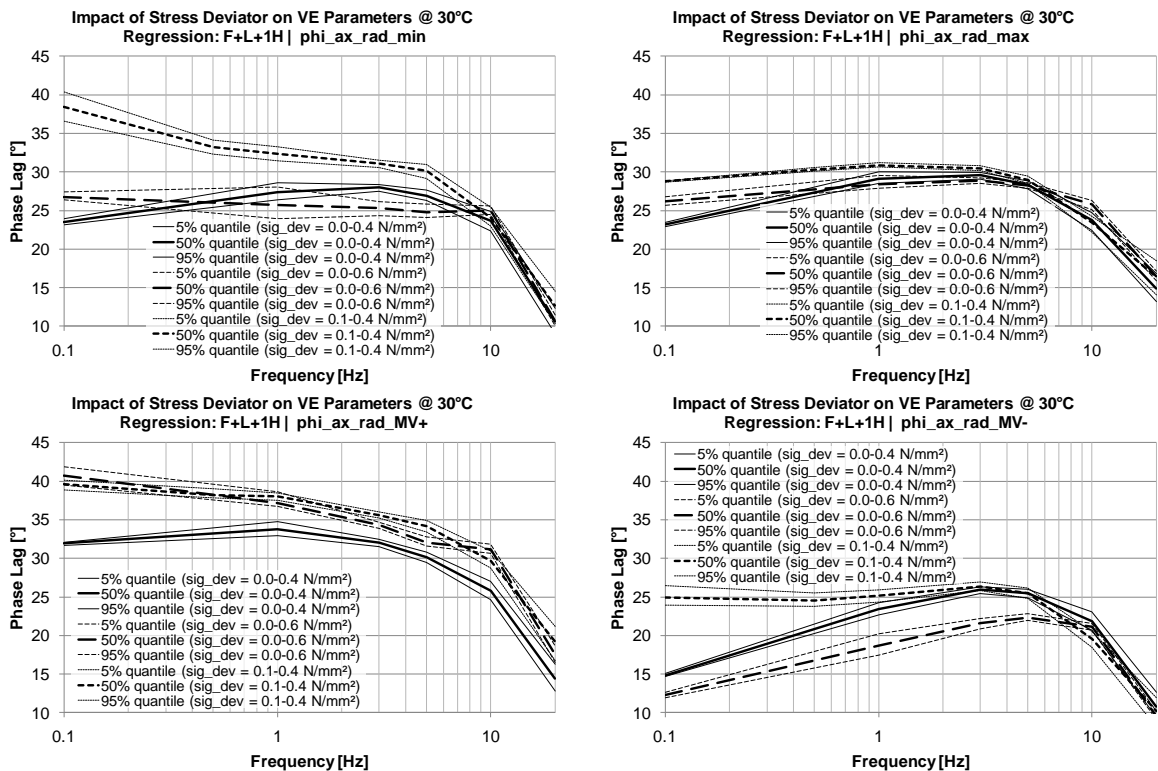 Impact of Stress Deviator on VE Parameters @ 30°C
Regression: F+L+1H | phi_ax_rad_min
45
40
35
30
25
20
15
10
Phase Lag [°]
5% quantile (sig_dev = 0.0-0.4 N/mm²)
50% quantile (sig_dev = 0.0-0.4 N/mm²)
95% quantile (sig_dev = 0.0-0.4 N/mm²)
5% quantile (sig_dev = 0.0-0.6 N/mm²)
50% quantile (sig_dev = 0.0-0.6 N/mm²)
95% quantile (sig_dev = 0.0-0.6 N/mm²)
5% quantile (sig_dev = 0.1-0.4 N/mm²)
50% quantile (sig_dev = 0.1-0.4 N/mm²)
95% quantile (sig_dev = 0.1-0.4 N/mm²)
0.1 1 10
Frequency [Hz]
Impact of Stress Deviator on VE Parameters @ 30°C
Regression: F+L+1H | phi_ax_rad_max
45
40
35
30
25
20
15
10
Phase Lag [°]
5% quantile (sig_dev = 0.0-0.4 N/mm²)
50% quantile (sig_dev = 0.0-0.4 N/mm²)
95% quantile (sig_dev = 0.0-0.4 N/mm²)
5% quantile (sig_dev = 0.0-0.6 N/mm²)
50% quantile (sig_dev = 0.0-0.6 N/mm²)
95% quantile (sig_dev = 0.0-0.6 N/mm²)
5% quantile (sig_dev = 0.1-0.4 N/mm²)
50% quantile (sig_dev = 0.1-0.4 N/mm²)
95% quantile (sig_dev = 0.1-0.4 N/mm²)
0.1 1 10
Frequency [Hz]
Impact of Stress Deviator on VE Parameters @ 30°C
Regression: F+L+1H | phi_ax_rad_MV+
45
40
35
30
25
20
15
10
Phase Lag [°]
5% quantile (sig_dev = 0.0-0.4 N/mm²)
50% quantile (sig_dev = 0.0-0.4 N/mm²)
95% quantile (sig_dev = 0.0-0.4 N/mm²)
5% quantile (sig_dev = 0.0-0.6 N/mm²)
50% quantile (sig_dev = 0.0-0.6 N/mm²)
95% quantile (sig_dev = 0.0-0.6 N/mm²)
5% quantile (sig_dev = 0.1-0.4 N/mm²)
50% quantile (sig_dev = 0.1-0.4 N/mm²)
95% quantile (sig_dev = 0.1-0.4 N/mm²)
0.1 1 10
Frequency [Hz]
Impact of Stress Deviator on VE Parameters @ 30°C
Regression: F+L+1H | phi_ax_rad_MV-
45
40
35
30
25
20
15
10
Phase Lag [°]
5% quantile (sig_dev = 0.0-0.4 N/mm²)
50% quantile (sig_dev = 0.0-0.4 N/mm²)
95% quantile (sig_dev = 0.0-0.4 N/mm²)
5% quantile (sig_dev = 0.0-0.6 N/mm²)
50% quantile (sig_dev = 0.0-0.6 N/mm²)
95% quantile (sig_dev = 0.0-0.6 N/mm²)
5% quantile (sig_dev = 0.1-0.4 N/mm²)
50% quantile (sig_dev = 0.1-0.4 N/mm²)
95% quantile (sig_dev = 0.1-0.4 N/mm²)
0.1 1 10
Frequency [Hz]